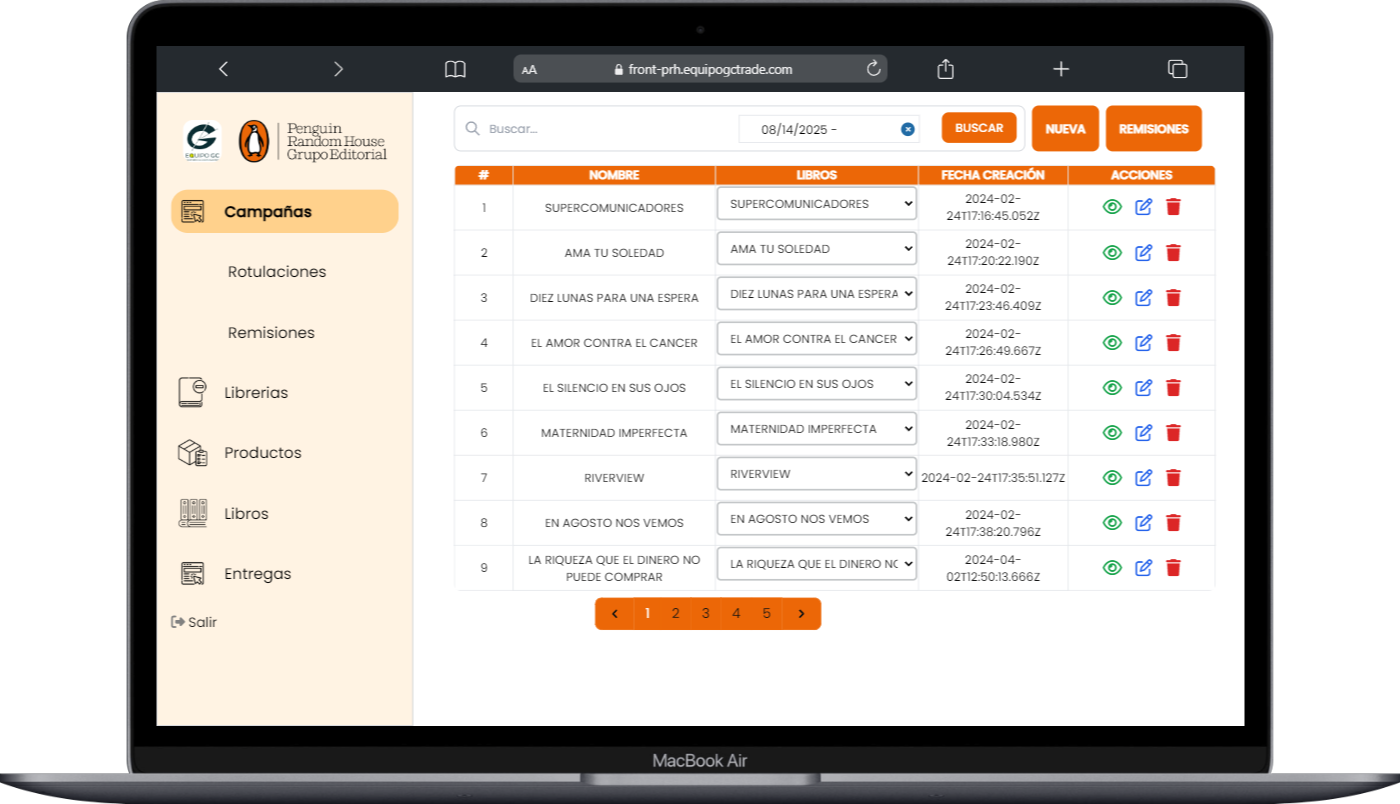 AA
front-prh.equipogctrade.com
G
EQUIPO GC
Penguin
Random House
Grupo Editorial
Campañas
Rotulaciones
Remisiones
Librerias
Productos
Libros
Entregas
Salir
Buscar...
08/14/2025 -
BUSCAR
NUEVA
REMISIONES
# NOMBRE LIBROS FECHA CREACIÓN ACCIONES
1 SUPERCOMUNICADORES SUPERCOMUNICADORES 2024-02-
24T17:16:45.052Z
2 AMA TU SOLEDAD AMA TU SOLEDAD 2024-02-
24T17:20:22.190Z
3 DIEZ LUNAS PARA UNA ESPERA DIEZ LUNAS PARA UNA ESPERA 2024-02-
24T17:23:46.409Z
4 EL AMOR CONTRA EL CANCER EL AMOR CONTRA EL CANCER 2024-02-
24T17:26:49.667Z
5 EL SILENCIO EN SUS OJOS EL SILENCIO EN SUS OJOS 2024-02-
24T17:30:04.534Z
6 MATERNIDAD IMPERFECTA MATERNIDAD IMPERFECTA 2024-02-
24T17:33:18.980Z
7 RIVERVIEW RIVERVIEW 2024-02-24T17:35:51.127Z
8 EN AGOSTO NOS VEMOS EN AGOSTO NOS VEMOS 2024-02-
24T17:38:20.796Z
9 LA RIQUEZA QUE EL DINERO NO
PUEDE COMPRAR LA RIQUEZA QUE EL DINERO NO 2024-04-
02T12:50:13.666Z
1 2 3 4 5
MacBook Air